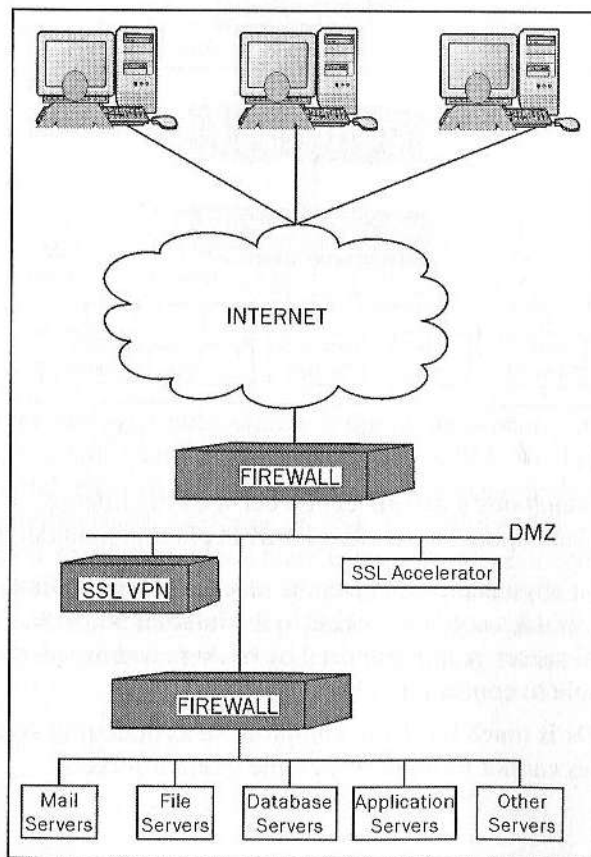 INTERNET
FIREWALL
DMZ
SSL VPN
SSL Accelerator
FIREWALL
Mail
Servers
File
Servers
Database
Servers
Application
Servers
Other
Servers